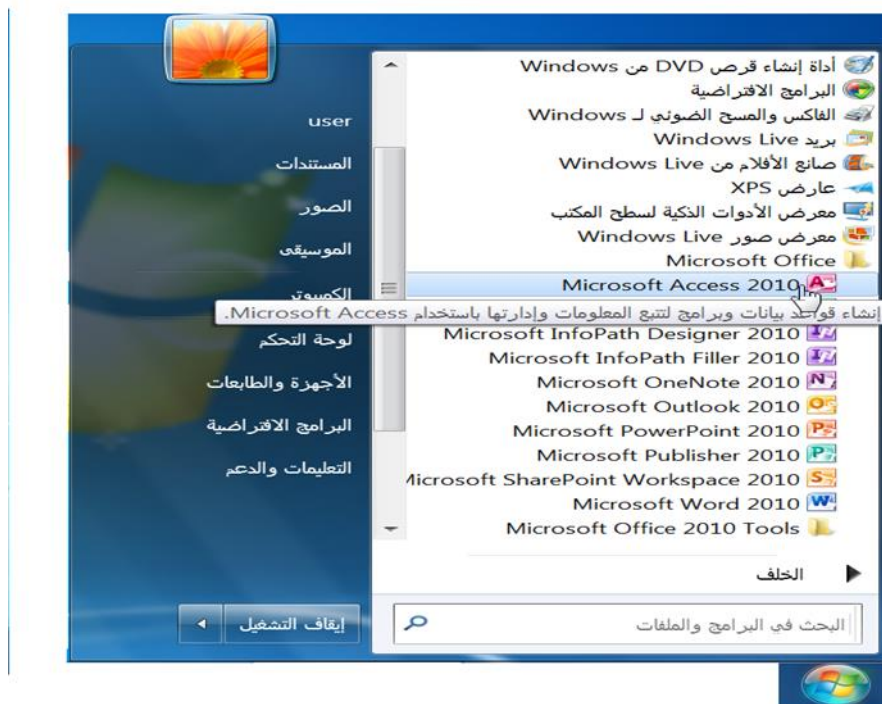 أداة إنشاء قرص DVD من Windows
البرامج الافتراضية
الفاكس والمسح الضوئي لـ Windows
بريد Windows Live
صانع الأفلام من Windows Live
عارض XPS
معرض الأدوات الذكية لسطح المكتب
معرض صور Windows Live
Microsoft Office
Microsoft Access 2010
إنشاء قواعد بيانات وبرامج لتتبع المعلومات وإدارتها باستخدام Microsoft Access.
Microsoft InfoPath Designer 2010
Microsoft InfoPath Filler 2010
Microsoft OneNote 2010
Microsoft Outlook 2010
Microsoft PowerPoint 2010
Microsoft Publisher 2010
Microsoft SharePoint Workspace 2010
Microsoft Word 2010
Microsoft Office 2010 Tools
الخلف
البحث في البرامج والملفات
user
المستندات
الصور
الموسيقى
الكمبيوتر
لوحة التحكم
الأجهزة والطابعات
البرامج الافتراضية
التعليمات والدعم
إيقاف التشغيل